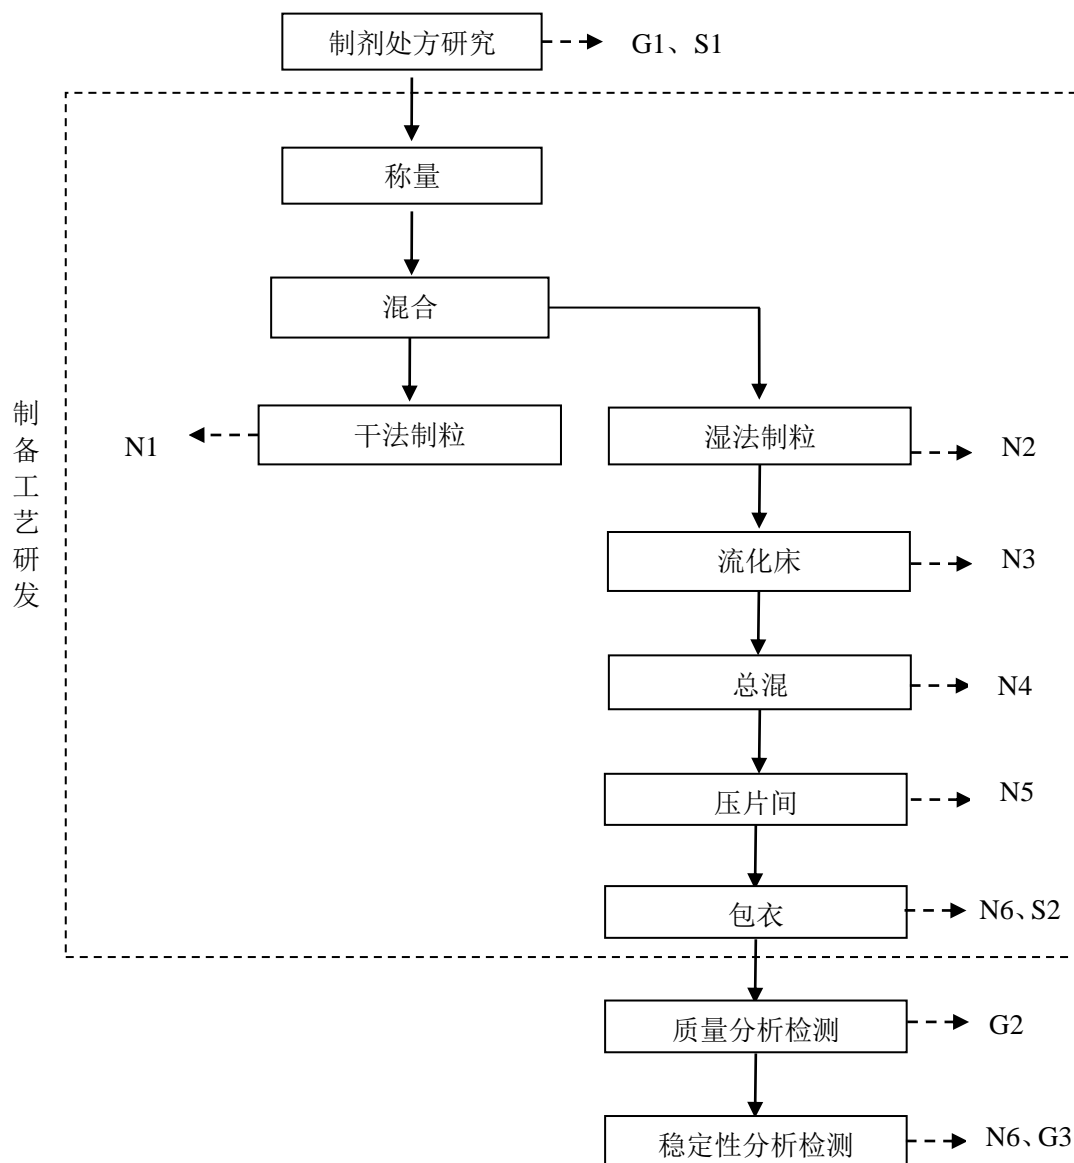 制剂处方研究
G1、S1
称量
混合
制备工艺研发
干法制粒
湿法制粒
N1
N2
流化床
N3
总混
N4
压片间
N5
包衣
N6、S2
质量分析检测
G2
稳定性分析检测
N6、G3